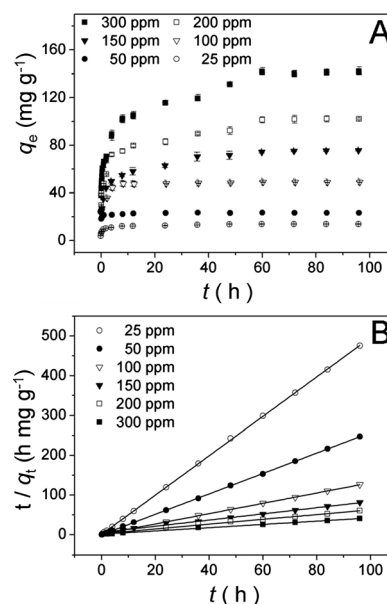 A
300 ppm 200 ppm
150 ppm 100 ppm
50 ppm 25 ppm
160
120
80
40
0
qe (mg g-1)
0 20 40 60 80 100
t (h)
B
25 ppm
50 ppm
100 ppm
150 ppm
200 ppm
300 ppm
500
400
300
200
100
0
t / qt (h mg g-1)
0 20 40 60 80 100
t (h)